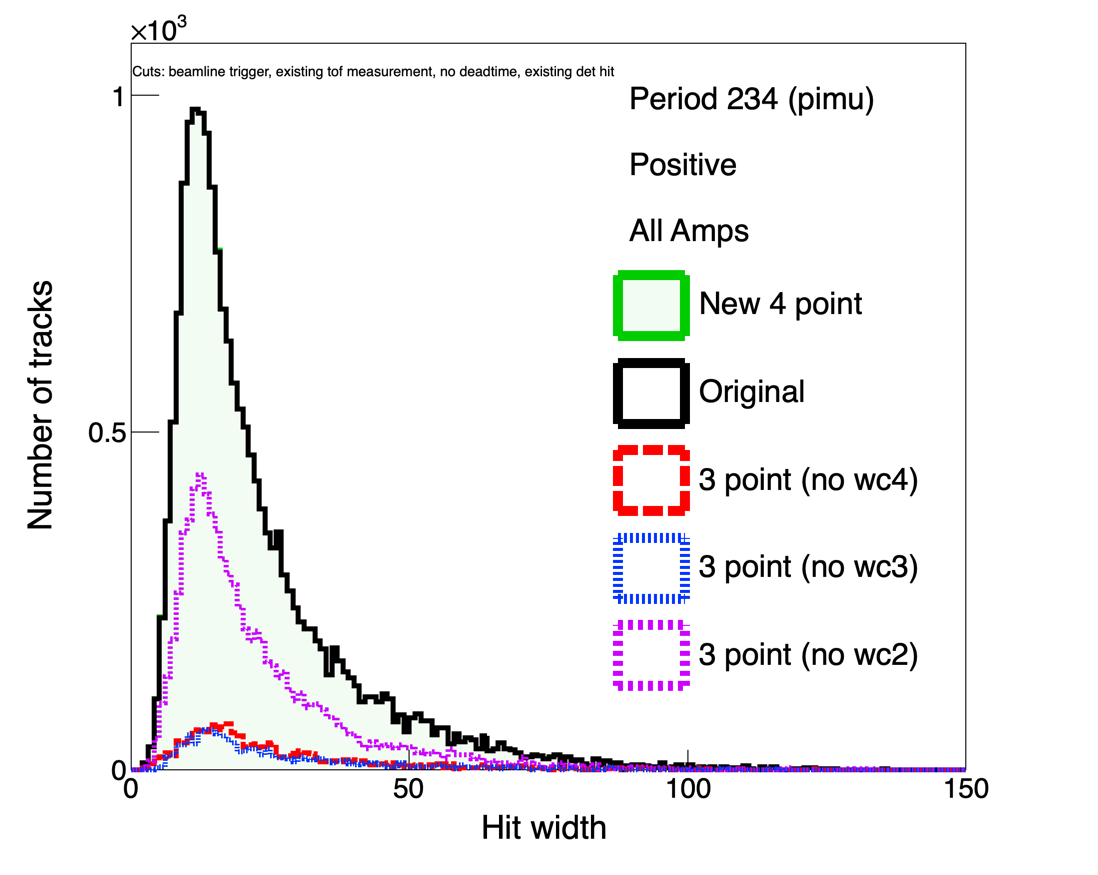 ×10³
Cuts: beamline trigger, existing tof measurement, no deadtime, existing det hit
1
Period 234 (pimu)
Positive
All Amps
New 4 point
Original
0.5
3 point (no wc4)
3 point (no wc3)
3 point (no wc2)
Number of tracks
0
0
50
100
150
Hit width